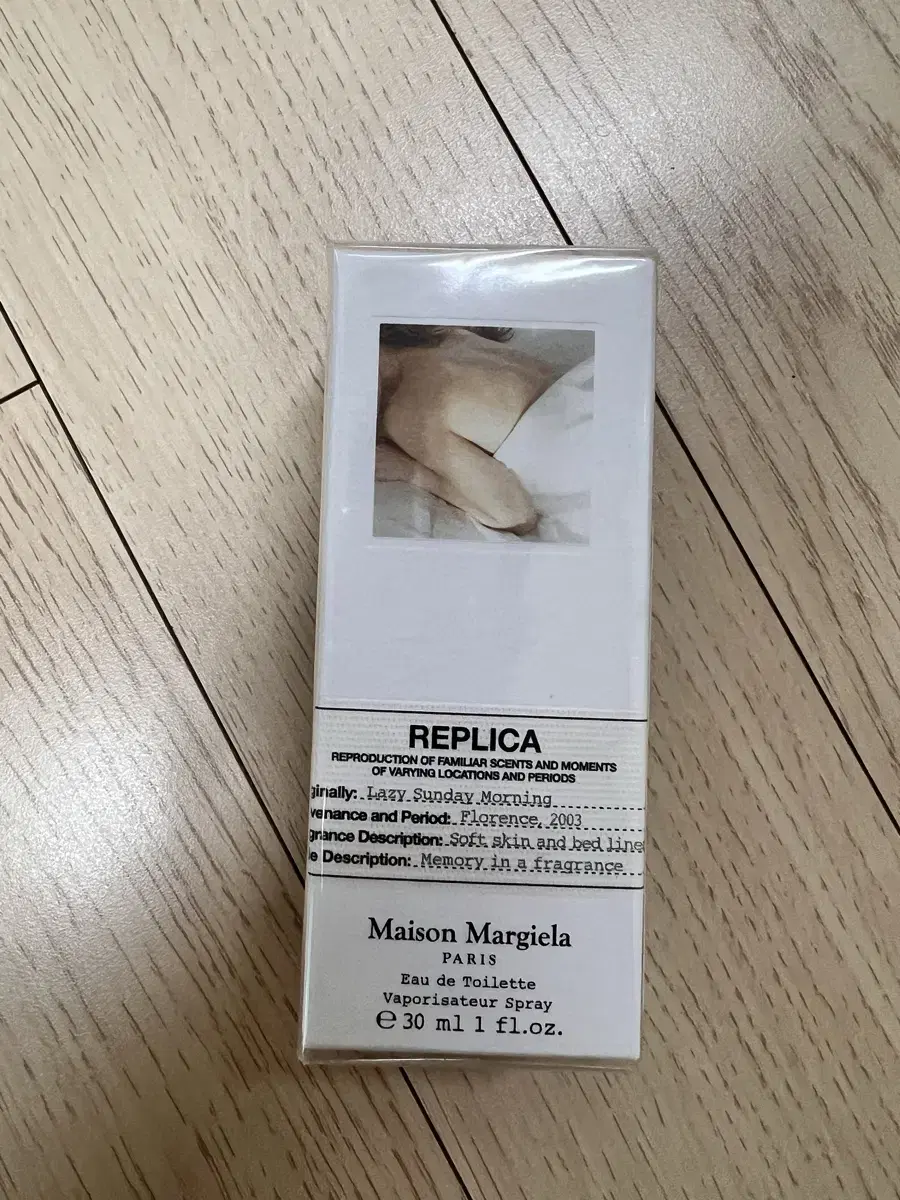 REPLICA
REPRODUCTION OF FAMILIAR SCENTS AND MOMENTS
OF VARYING LOCATIONS AND PERIODS
ginally: Lazy Sunday Morning
venance and Period: Florence, 2003
grance Description: Soft skin and bed line
e Description: Memory in a fragrance
Maison Margiela
PARIS
Eau de Toilette
Vaporisateur Spray
℮ 30 ml 1 fl.oz.